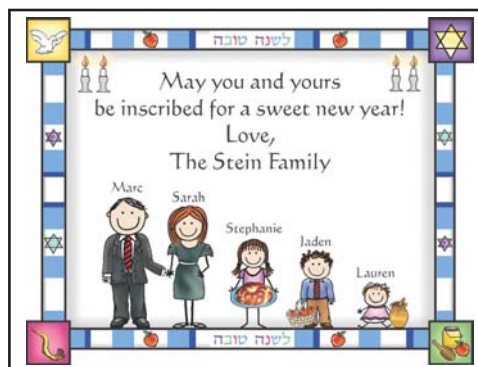 לשנה טובה
May you and yours
be inscribed for a sweet new year!
Love,
The Stein Family
Marc
Sarah
Stephanie
Jaden
Lauren
לשנה טובה